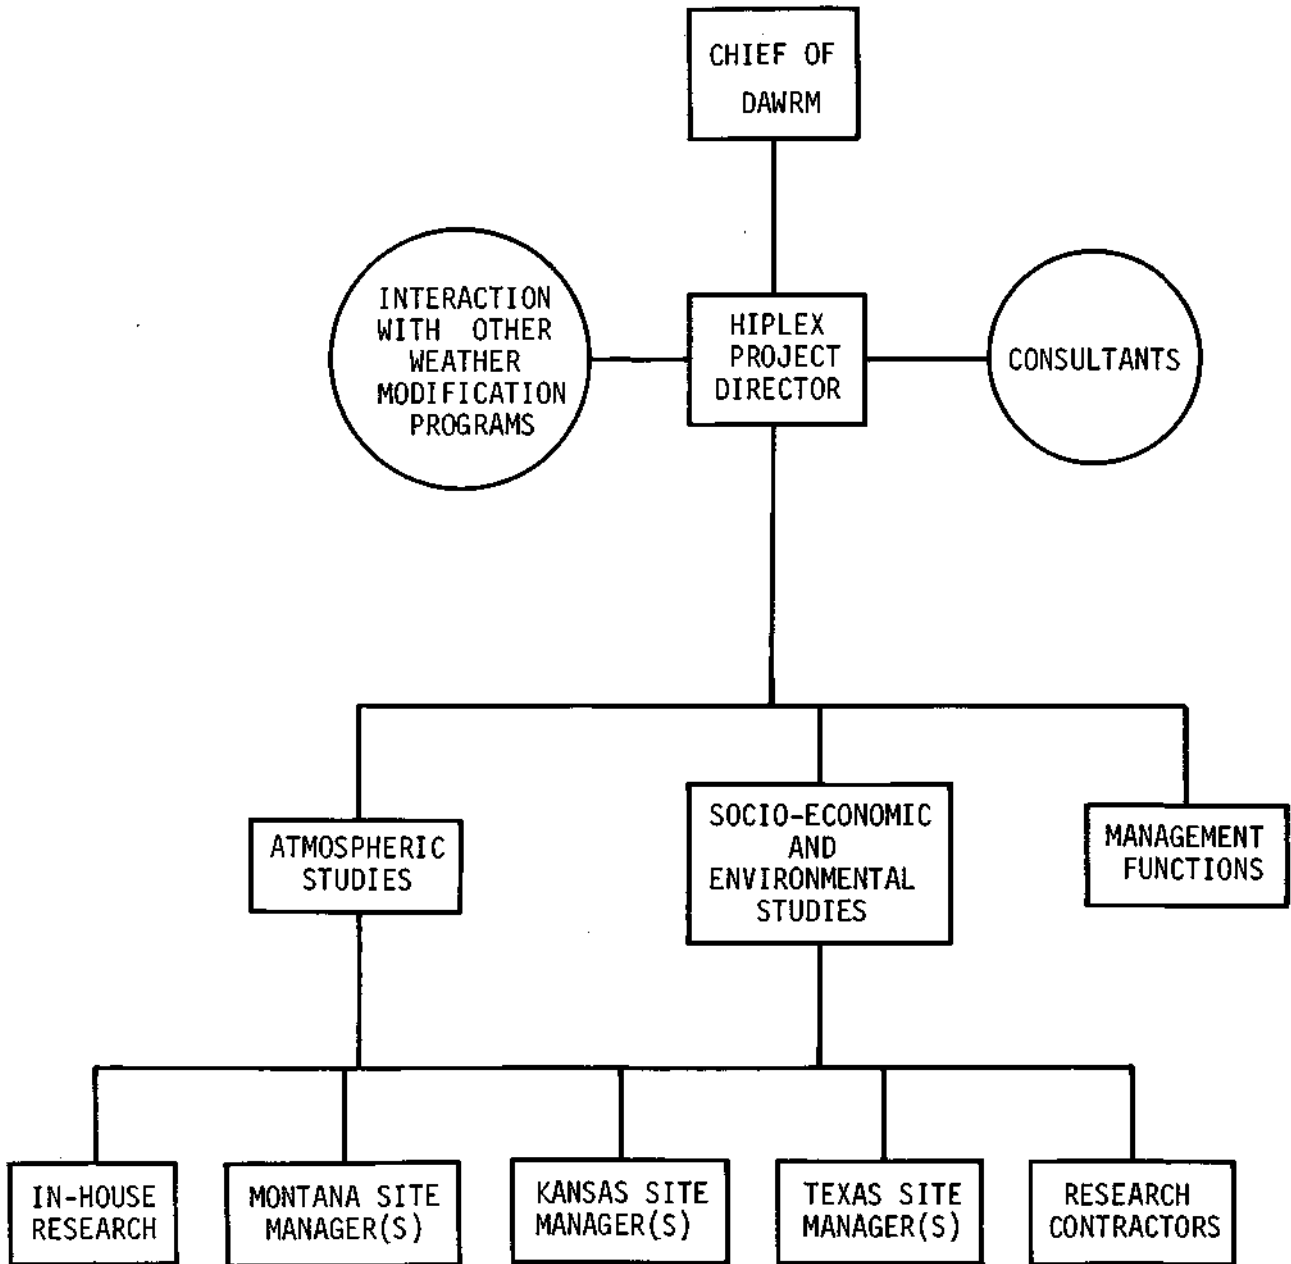 CHIEF OF
DAWRM
INTERACTION
WITH OTHER
WEATHER
MODIFICATION
PROGRAMS
HIPLEX
PROJECT
DIRECTOR
CONSULTANTS
ATMOSPHERIC
STUDIES
SOCIO-ECONOMIC
AND
ENVIRONMENTAL
STUDIES
MANAGEMENT
FUNCTIONS
IN-HOUSE
RESEARCH
MONTANA SITE
MANAGER(S)
KANSAS SITE
MANAGER(S)
TEXAS SITE
MANAGER(S)
RESEARCH
CONTRACTORS